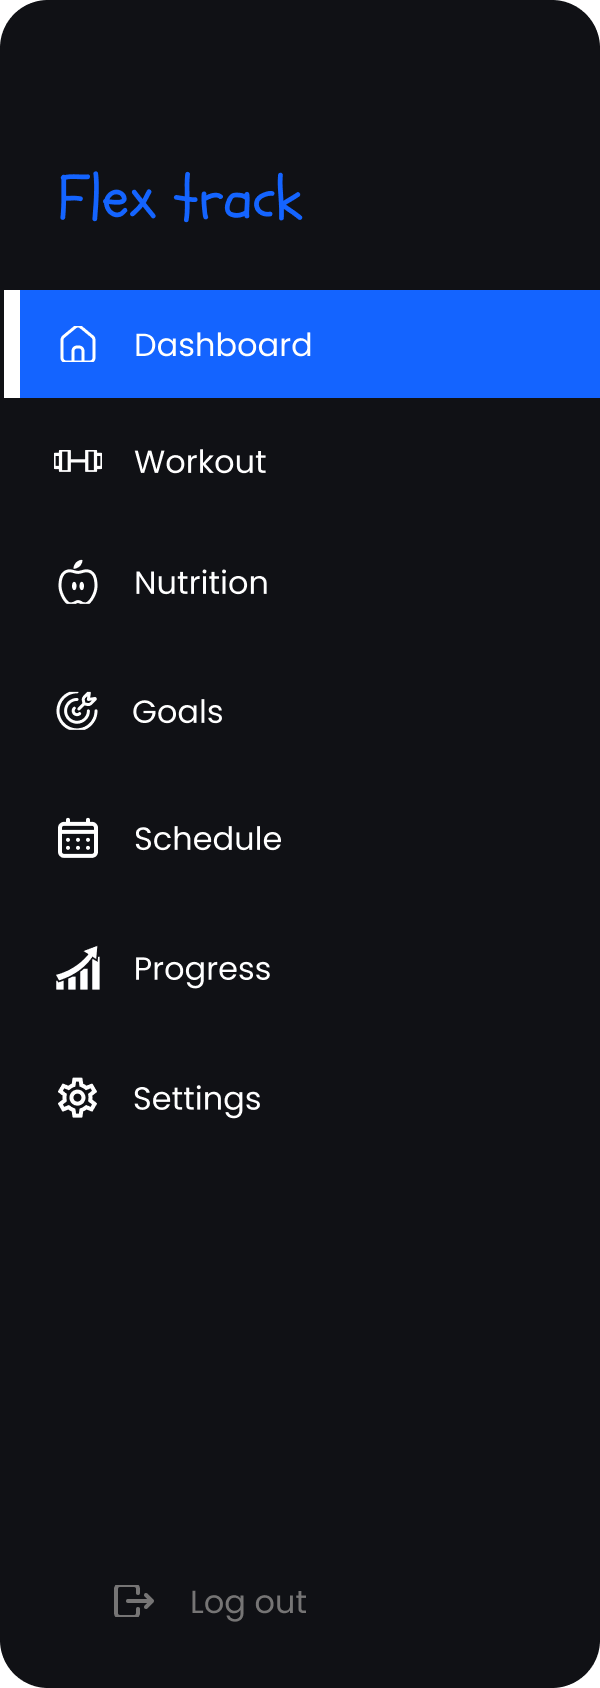 Flex track
Dashboard
Workout
Nutrition
Goals
Schedule
Progress
Settings
Log out